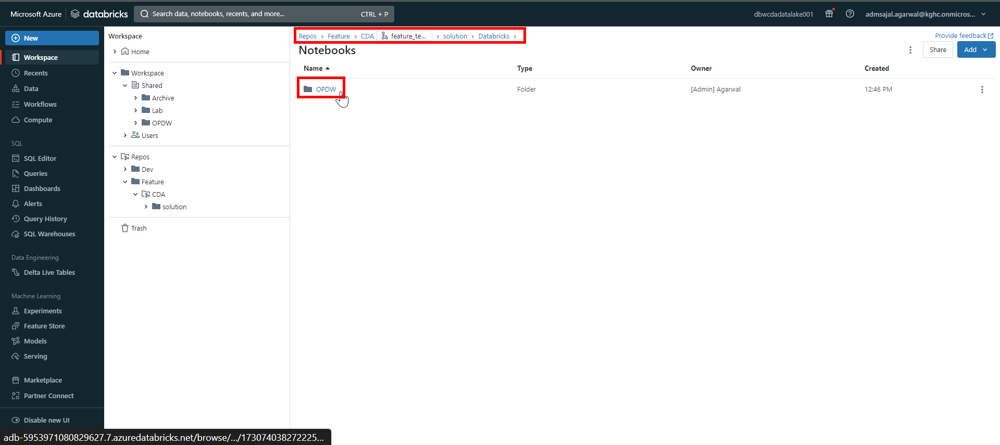 Microsoft Azure databricks Search data, notebooks, recents, and more... CTRL + P dbwcdadatalake001 admsajal.agarwal@kghc.onmicros...
New
Workspace
Recents
Data
Workflows
Compute
SQL
SQL Editor
Queries
Dashboards
Alerts
Query History
SQL Warehouses
Data Engineering
Delta Live Tables
Machine Learning
Experiments
Feature Store
Models
Serving
Marketplace
Partner Connect
Disable new UI
Workspace
Home
Workspace
Shared
Archive
Lab
OPDW
Users
Repos
Dev
Feature
CDA
solution
Trash
Repos > Feature > CDA feature_te... > solution > Databricks >
Provide feedback
Notebooks
Share Add
Name Type Owner Created
OPDW Folder [Admin] Agarwal 12:46 PM
adb-5953971080829627.7.azuredatabricks.net/browse/.../173074038272225...